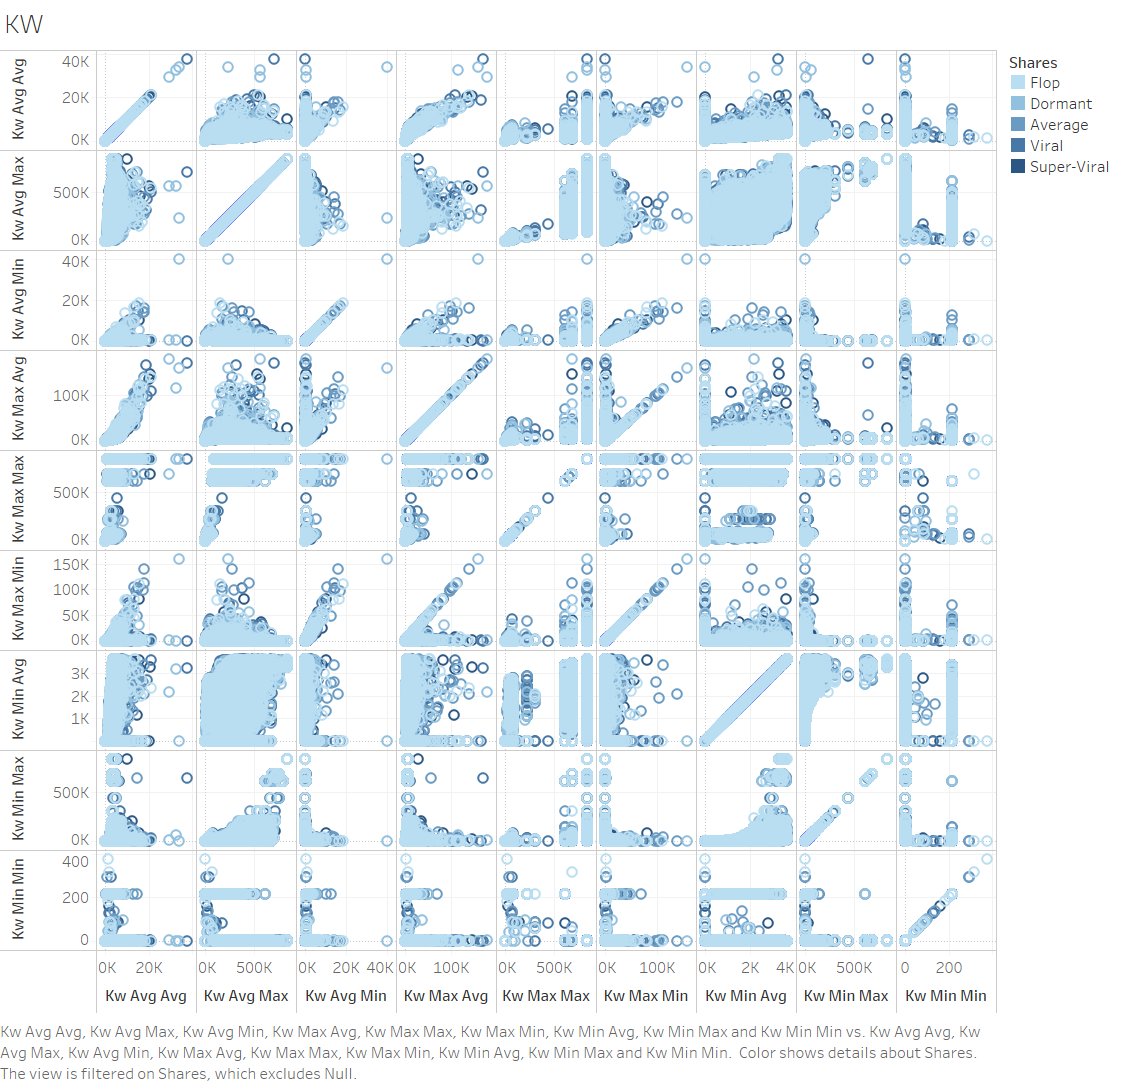 KW
Shares
Flop
Dormant
Average
Viral
Super-Viral
Kw Avg Avg
40K
20K
0K
Kw Avg Max
500K
0K
Kw Avg Min
40K
20K
0K
Kw Max Avg
100K
0K
Kw Max Max
500K
0K
Kw Max Min
150K
100K
50K
0K
Kw Min Avg
3K
2K
1K
Kw Min Max
500K
0K
Kw Min Min
400
200
0
0K 20K 0K 500K 0K 20K 40K 0K 100K 0K 500K 0K 100K 0K 2K 4K 0K 500K 0 200
Kw Avg Avg Kw Avg Max Kw Avg Min Kw Max Avg Kw Max Max Kw Max Min Kw Min Avg Kw Min Max Kw Min Min
Kw Avg Avg, Kw Avg Max, Kw Avg Min, Kw Max Avg, Kw Max Max, Kw Max Min, Kw Min Avg, Kw Min Max and Kw Min Min vs. Kw Avg Avg, Kw
Avg Max, Kw Avg Min, Kw Max Avg, Kw Max Max, Kw Max Min, Kw Min Avg, Kw Min Max and Kw Min Min. Color shows details about Shares.
The view is filtered on Shares, which excludes Null.